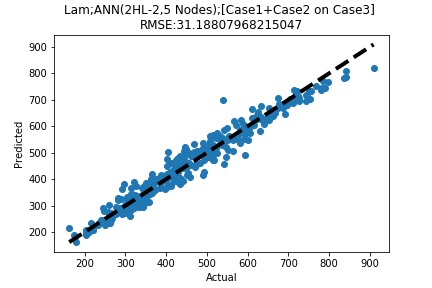 Lam;ANN(2HL-2,5 Nodes);[Case1+Case2 on Case3]
RMSE:31.18807968215047
900
800
700
600
500
400
300
200
Predicted
200 300 400 500 600 700 800 900
Actual